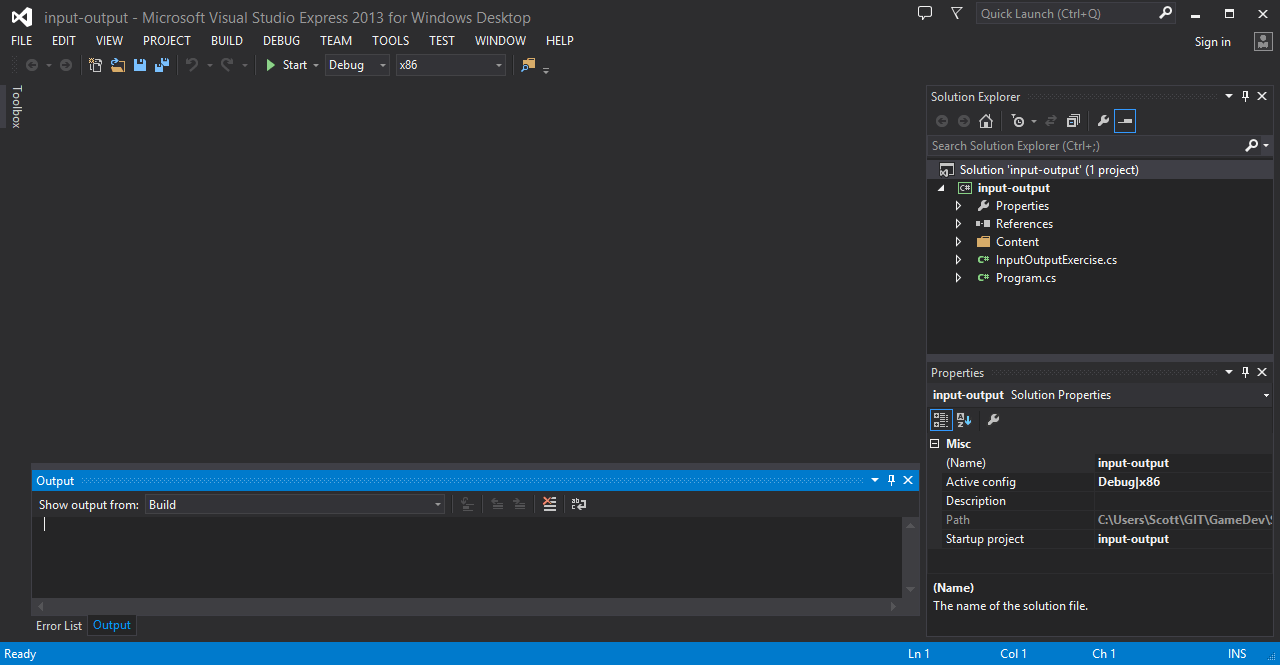 input-output - Microsoft Visual Studio Express 2013 for Windows Desktop
Quick Launch (Ctrl+Q)
FILE EDIT VIEW PROJECT BUILD DEBUG TEAM TOOLS TEST WINDOW HELP
Sign in
Start Debug x86
Toolbox
Solution Explorer
Search Solution Explorer (Ctrl+;)
Solution 'input-output' (1 project)
C# input-output
Properties
References
Content
C# InputOutputExercise.cs
C# Program.cs
Properties
input-output Solution Properties
Misc
(Name) input-output
Active config Debug|x86
Description
Path C:\Users\Scott\GIT\GameDev\
Startup project input-output
(Name)
The name of the solution file.
Output
Show output from: Build
Error List Output
Ready Ln 1 Col 1 Ch 1 INS